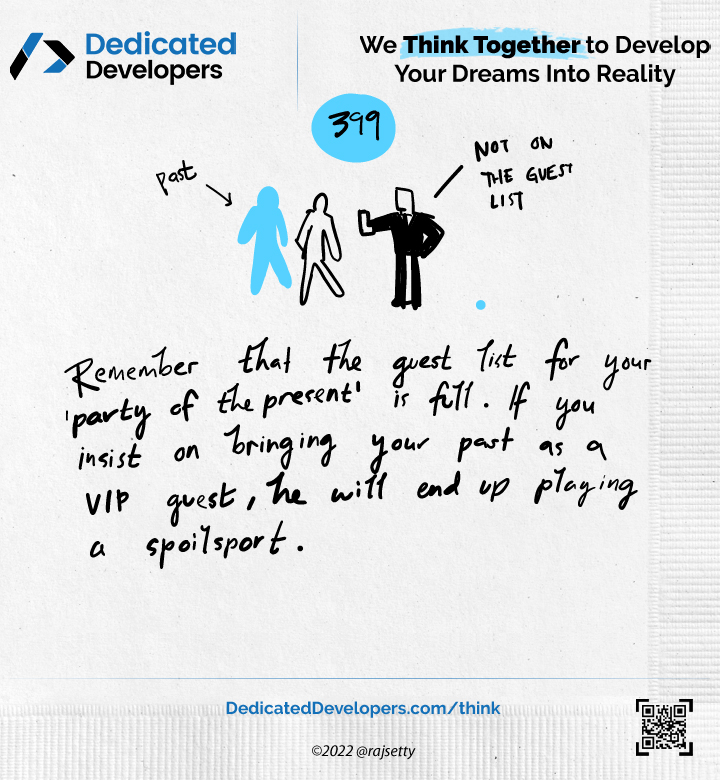 Dedicated
Developers
We Think Together to Develop
Your Dreams Into Reality
399
past
NOT ON
THE GUEST
LIST
Remember that the guest list for your
'party of the present' is full. If you
insist on bringing your past as a
VIP guest, he will end up playing
a spoilsport.
DedicatedDevelopers.com/think
©2022 @rajsetty